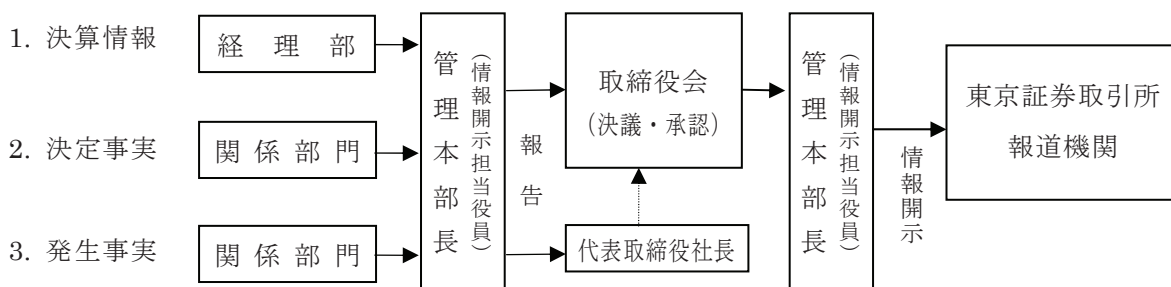 1. 決算情報
経理部
2. 決定事実
関係部門
3. 発生事実
関係部門
管理本部長
(情報開示担当役員)
報告
取締役会
(決議・承認)
代表取締役社長
管理本部長
(情報開示担当役員)
情報開示
東京証券取引所
報道機関